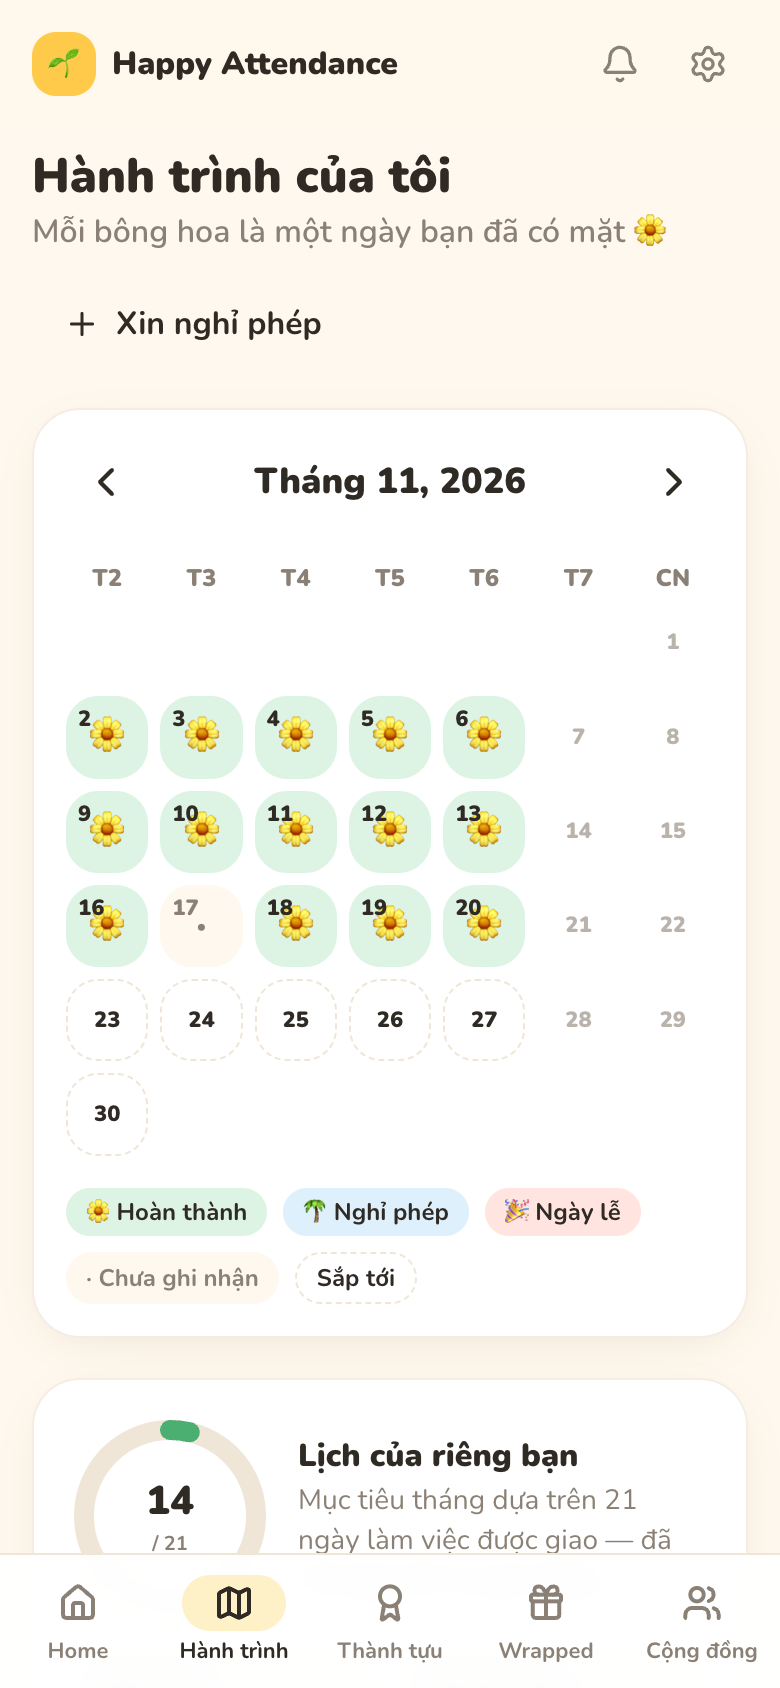 Happy Attendance
Hành trình của tôi
Mỗi bông hoa là một ngày bạn đã có mặt 🌼
+ Xin nghỉ phép
Tháng 11, 2026
T2 T3 T4 T5 T6 T7 CN
1
2 3 4 5 6 7 8
9 10 11 12 13 14 15
16 17 18 19 20 21 22
23 24 25 26 27 28 29
30
🌼 Hoàn thành 🌴 Nghỉ phép 🎉 Ngày lễ
· Chưa ghi nhận Sắp tới
14
/ 21
Lịch của riêng bạn
Mục tiêu tháng dựa trên 21
ngày làm việc được giao — đã
Home Hành trình Thành tựu Wrapped Cộng đồng